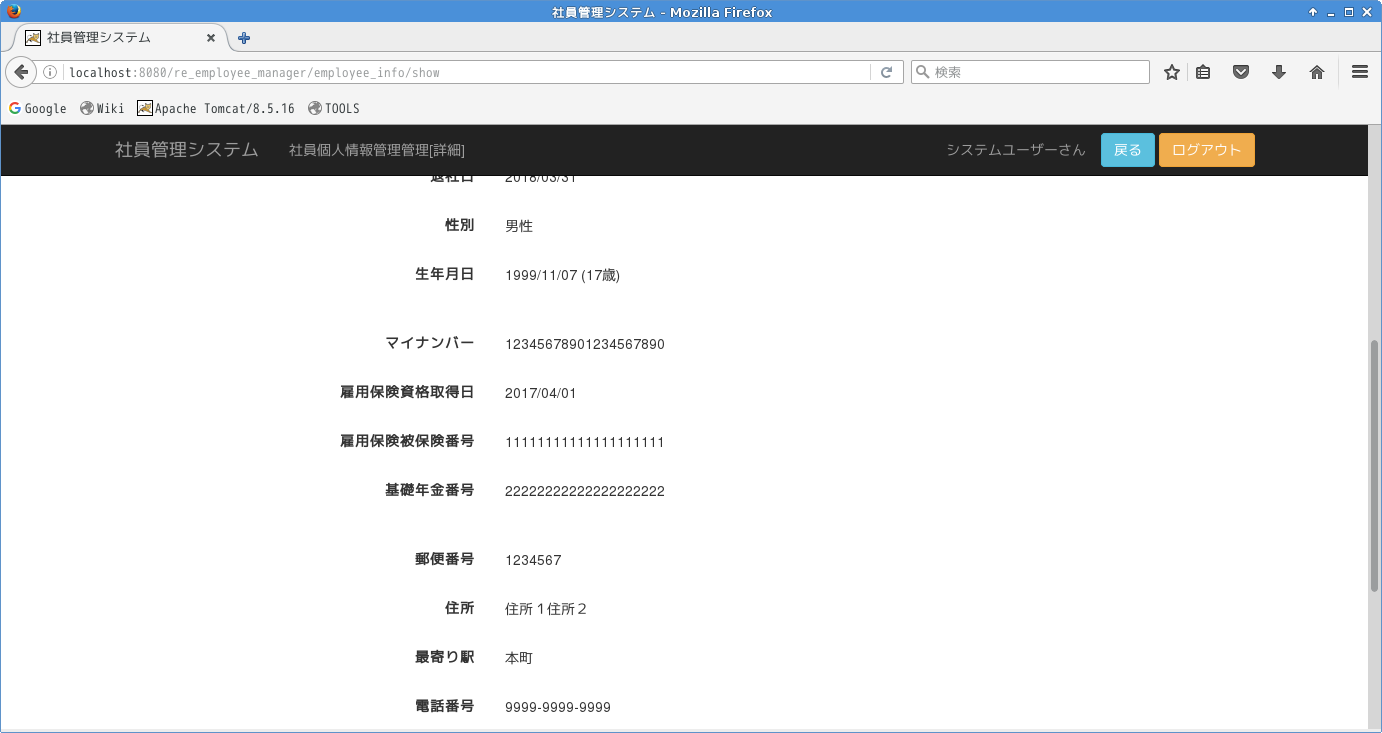 社員管理システム - Mozilla Firefox
社員管理システム
localhost:8080/re_employee_manager/employee_info/show
検索
Google Wiki Apache Tomcat/8.5.16 TOOLS
社員管理システム 社員個人情報管理管理[詳細] システムユーザーさん 戻る ログアウト
退社日 2018/03/31
性別 男性
生年月日 1999/11/07 (17歳)
マイナンバー 12345678901234567890
雇用保険資格取得日 2017/04/01
雇用保険被保険番号 11111111111111111111
基礎年金番号 22222222222222222222
郵便番号 1234567
住所 住所１住所２
最寄り駅 本町
電話番号 9999-9999-9999